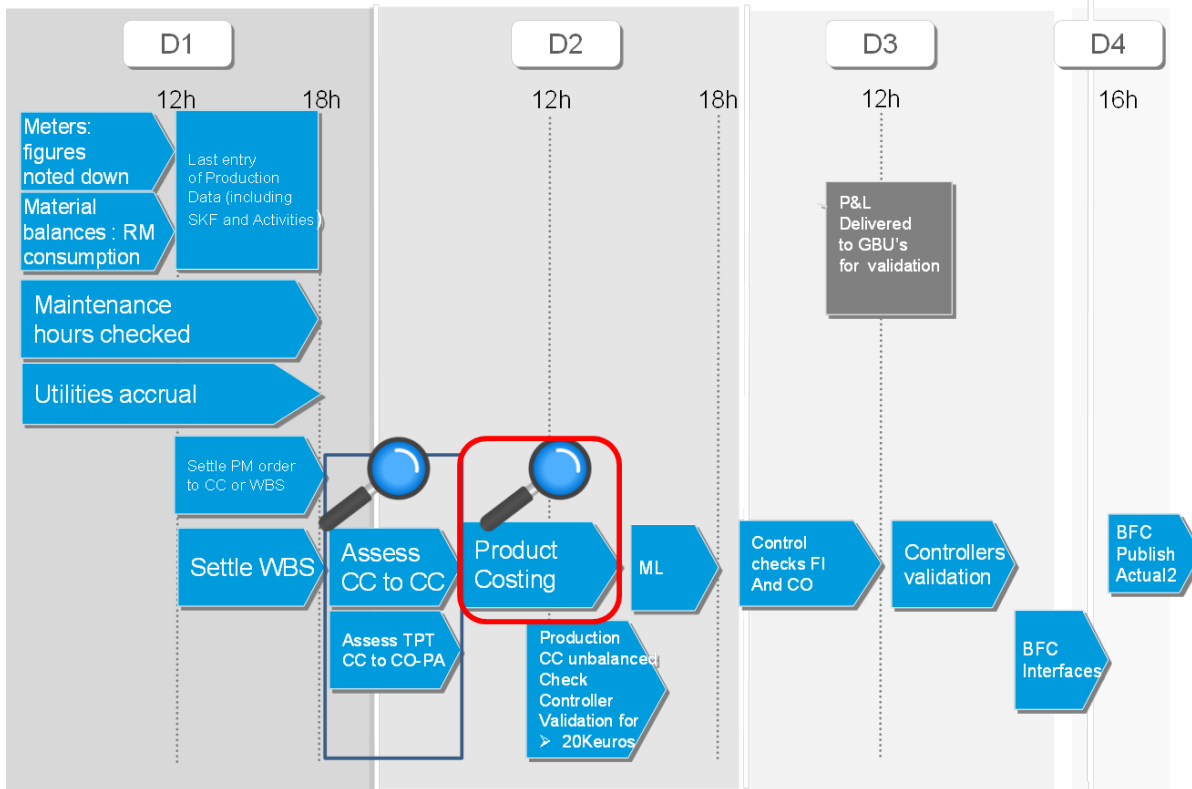 D1
D2
D3
D4
12h
18h
12h
18h
12h
16h
Meters:
figures
noted down
Last entry
of Production
Data (including
SKF and Activities)
Material
balances : RM
consumption
P&L
Delivered
to GBU's
for validation
Maintenance
hours checked
Utilities accrual
Settle PM order
to CC or WBS
Settle WBS
Assess
CC to CC
Product
Costing
ML
Control
checks FI
And CO
Controllers
validation
BFC
Publish
Actual2
Assess TPT
CC to CO-PA
Production
CC unbalanced
Check
Controller
Validation for
➢ 20Keuros
BFC
Interfaces